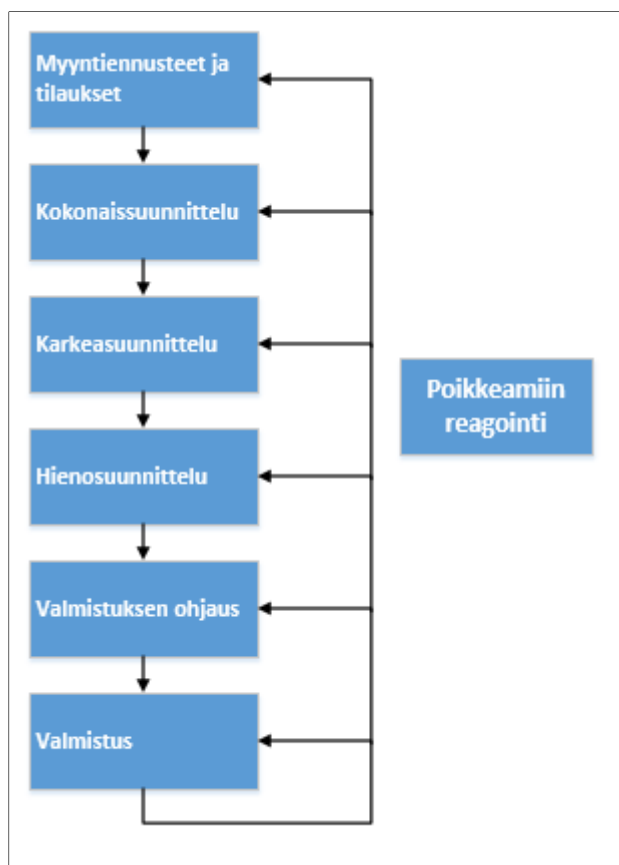 Myyntiennusteet ja
tilaukset
Kokonaissuunnittelu
Karkeasuunnittelu
Poikkeamiin
reagointi
Hienosuunnittelu
Valmistuksen ohjaus
Valmistus